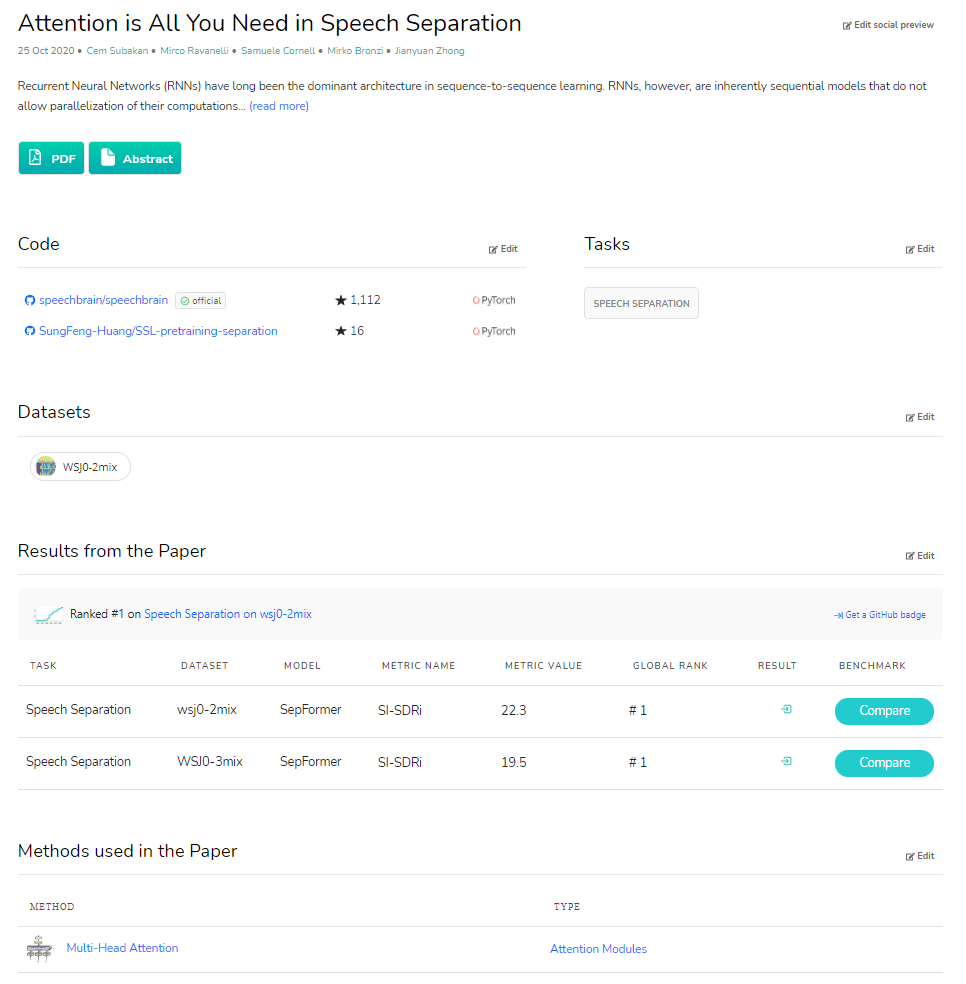 Attention is All You Need in Speech Separation
Edit social preview
25 Oct 2020 • Cem Subakan • Mirco Ravanelli • Samuele Cornell • Mirko Bronzi • Jianyuan Zhong
Recurrent Neural Networks (RNNs) have long been the dominant architecture in sequence-to-sequence learning. RNNs, however, are inherently sequential models that do not
allow parallelization of their computations... (read more)
PDF Abstract
Code Edit
speechbrain/speechbrain official 1,112 PyTorch
SungFeng-Huang/SSL-pretraining-separation 16 PyTorch
Tasks Edit
SPEECH SEPARATION
Datasets Edit
WSJ0-2mix
Results from the Paper Edit
Ranked #1 on Speech Separation on wsj0-2mix Get a GitHub badge
TASK DATASET MODEL METRIC NAME METRIC VALUE GLOBAL RANK RESULT BENCHMARK
Speech Separation wsj0-2mix SepFormer SI-SDRi 22.3 # 1 Compare
Speech Separation WSJ0-3mix SepFormer SI-SDRi 19.5 # 1 Compare
Methods used in the Paper Edit
METHOD TYPE
Multi-Head Attention Attention Modules